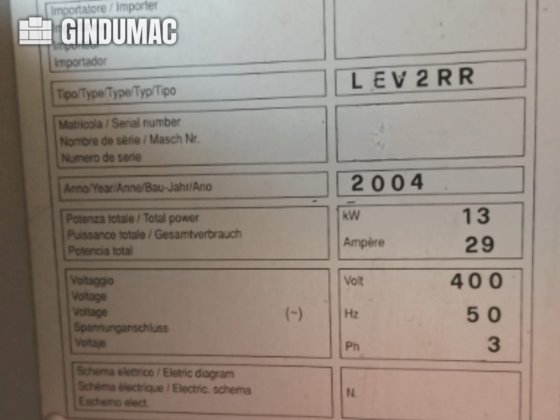 Importatore / Importer
GINDUMAC
Importador
Tipo/Type/Type/Typ/Tipo
LEV2RR
Matricola / Serial number
Nombre de sèrie / Masch Nr.
Numero de serie
Anno/Year/Anne/Bau-Jahr/Ano
2004
Potenza totale / Total power
Puissance totale / Gesamtverbrauch
Potencia total
kW 13
Ampère 29
Voltaggio
Voltage
Voltage (~)
Spannunganschluss
Voltaje
Volt 400
Hz 50
Ph 3
Schema elettrico / Eletric diagram
Schéma électrique / Electric. schema
Eschemo elect.
N.